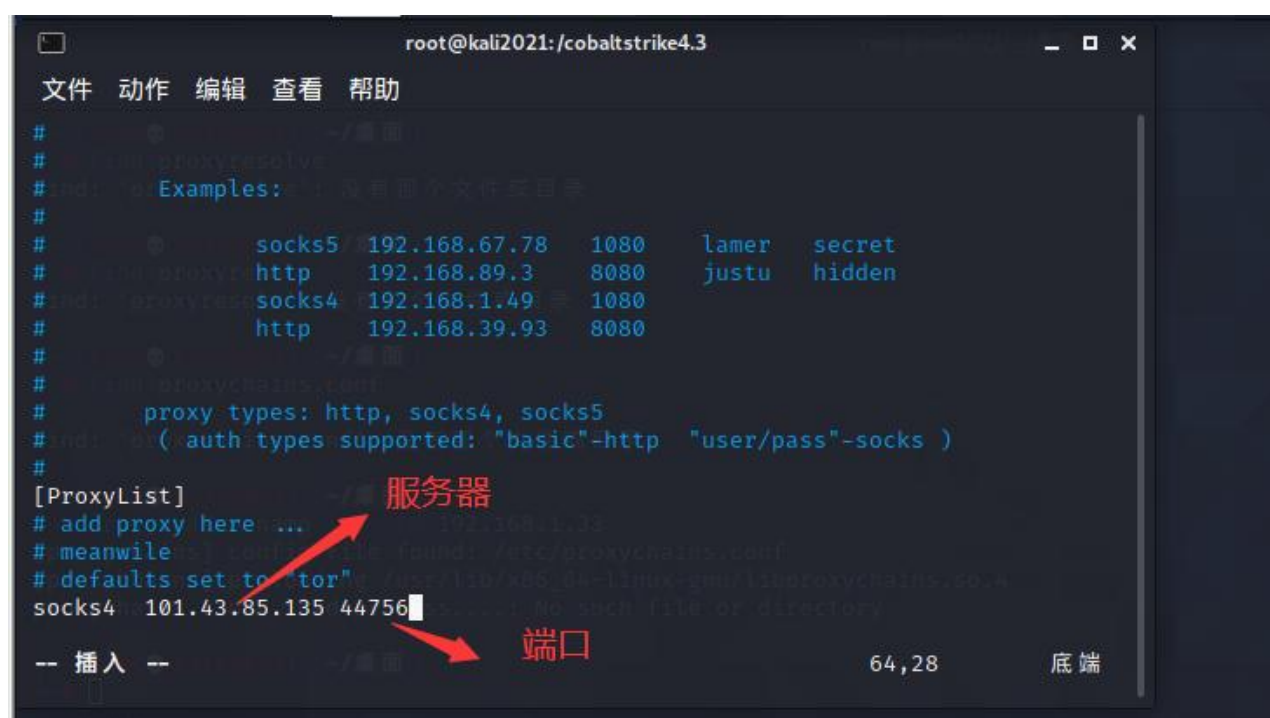 root@kali2021:/cobaltstrike4.3
文件 动作 编辑 查看 帮助
#
#
# Examples:
#
# socks5 192.168.67.78 1080 lamer secret
# http 192.168.89.3 8080 justu hidden
# socks4 192.168.1.49 1080
# http 192.168.39.93 8080
#
#
# proxy types: http, socks4, socks5
# ( auth types supported: "basic"-http "user/pass"-socks )
#
[ProxyList]
服务器
# add proxy here ...
# meanwile
# defaults set to "tor"
socks4 101.43.85.135 44756
端口
-- 插入 --
64,28 底端